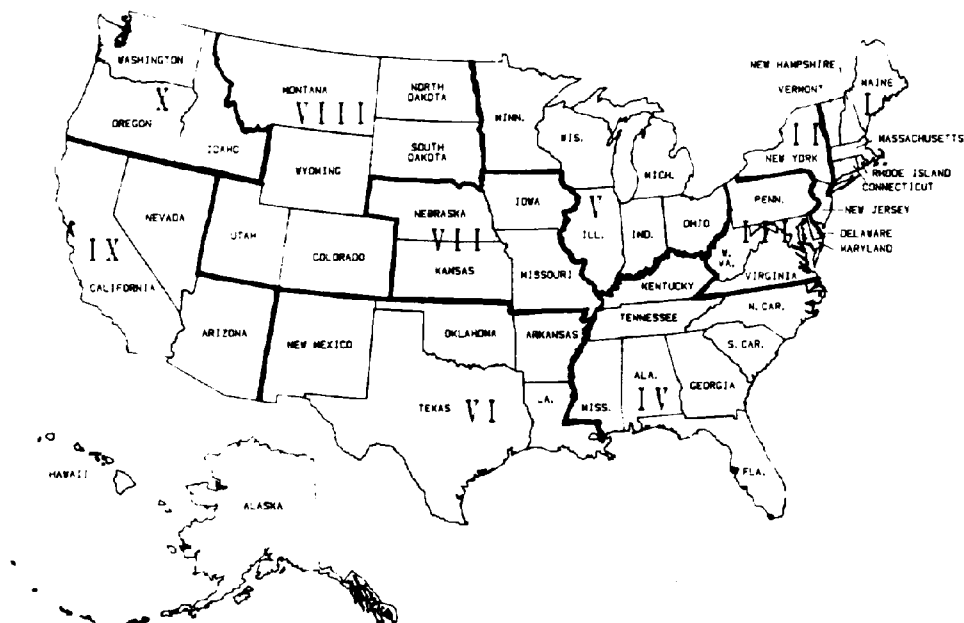 WASHINGTON
MONTANA
NORTH
DAKOTA
MINN.
NEW HAMPSHIRE,
VERMONT
MAINE
I
X
VIII
OREGON
IDAHO
SOUTH
DAKOTA
WIS.
MICH.
II
NEW YORK
MASSACHUSETTS
RHODE ISLAND
CONNECTICUT
WYOMING
NEVADA
UTAH
NEBRASKA
IOWA
V
ILL.
IND.
OHIO
PENN.
NEW JERSEY
III
DELAWARE
MARYLAND
IX
CALIFORNIA
COLORADO
VII
KANSAS
MISSOURI
W.
VA.
VIRGINIA
KENTUCKY
N. CAR.
TENNESSEE
ARIZONA
NEW MEXICO
OKLAHOMA
ARKANSAS
S. CAR.
TEXAS
VI
LA.
MISS.
ALA.
IV
GEORGIA
FLA.
HAWAII
ALASKA